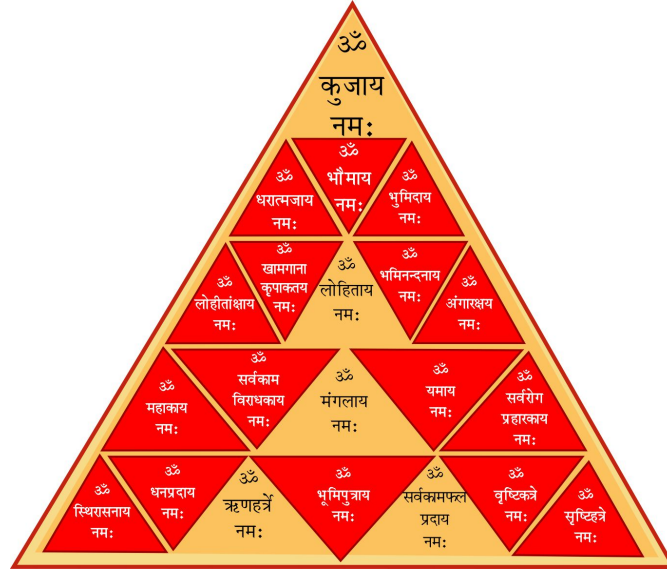 ॐ
कुजाय
नमः
ॐ
धरात्मजाय
नमः
ॐ
भौमाय
नमः
ॐ
भुमिदाय
नमः
ॐ
लोहीतांक्षाय
नमः
ॐ
खामगाना
कृपाकतय
नमः
ॐ
लोहिताय
नमः
ॐ
भमिनन्दनाय
नमः
ॐ
अंगारक्षय
नमः
ॐ
महाकाय
नमः
ॐ
सर्वकाम
विराधकाय
नमः
ॐ
मंगलाय
नमः
ॐ
यमाय
नमः
ॐ
सर्वरोग
प्रहारकाय
नमः
ॐ
स्थिरासनाय
नमः
ॐ
धनप्रदाय
नमः
ॐ
ऋणहर्त्रे
नमः
ॐ
भूमिपुत्राय
नमः
ॐ
सर्वकामफल
प्रदाय
नमः
ॐ
वृष्टिकत्रे
नमः
ॐ
सृष्टिहत्रे
नमः